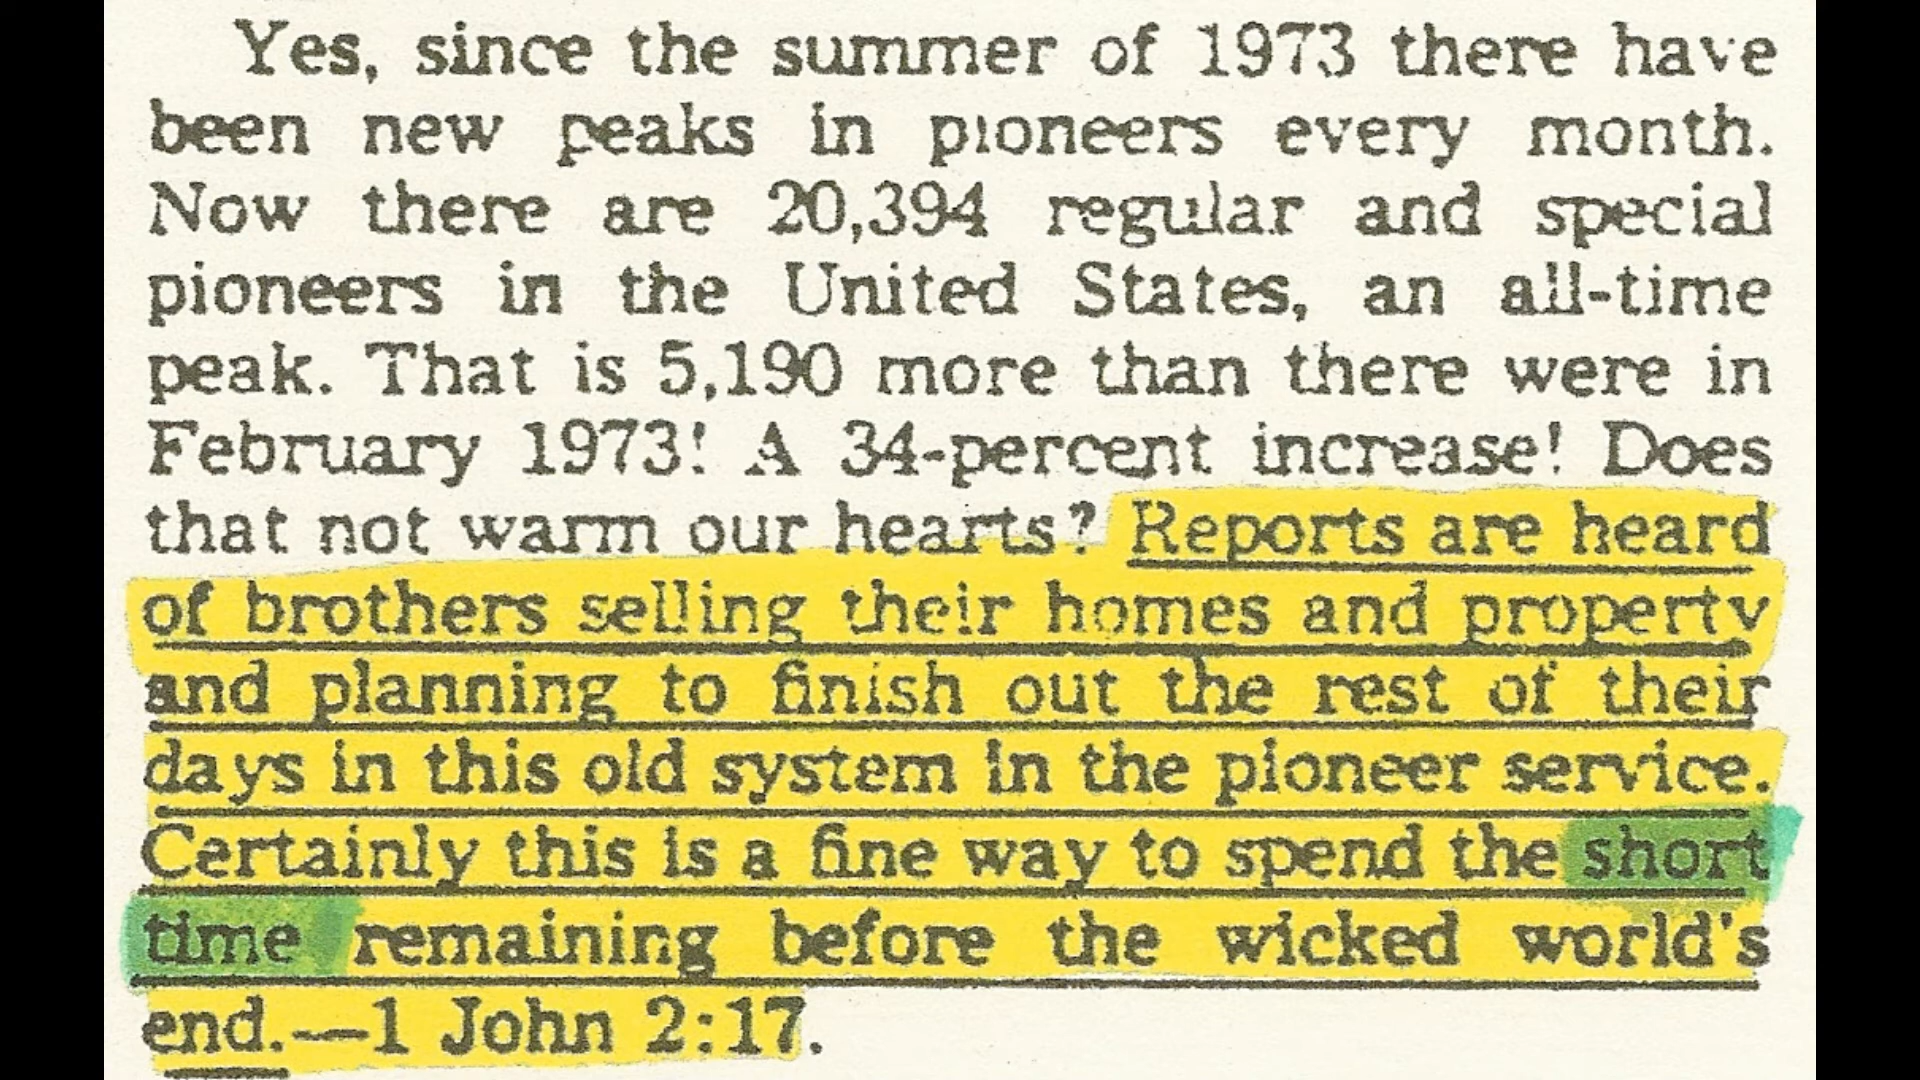 Yes, since the summer of 1973 there have
been new peaks in pioneers every month.
Now there are 20,394 regular and special
pioneers in the United States, an all-time
peak. That is 5,190 more than there were in
February 1973! A 34-percent increase! Does
that not warm our hearts? Reports are heard
of brothers selling their homes and property
and planning to finish out the rest of their
days in this old system in the pioneer service.
Certainly this is a fine way to spend the short
time remaining before the wicked world's
end.—1 John 2:17.